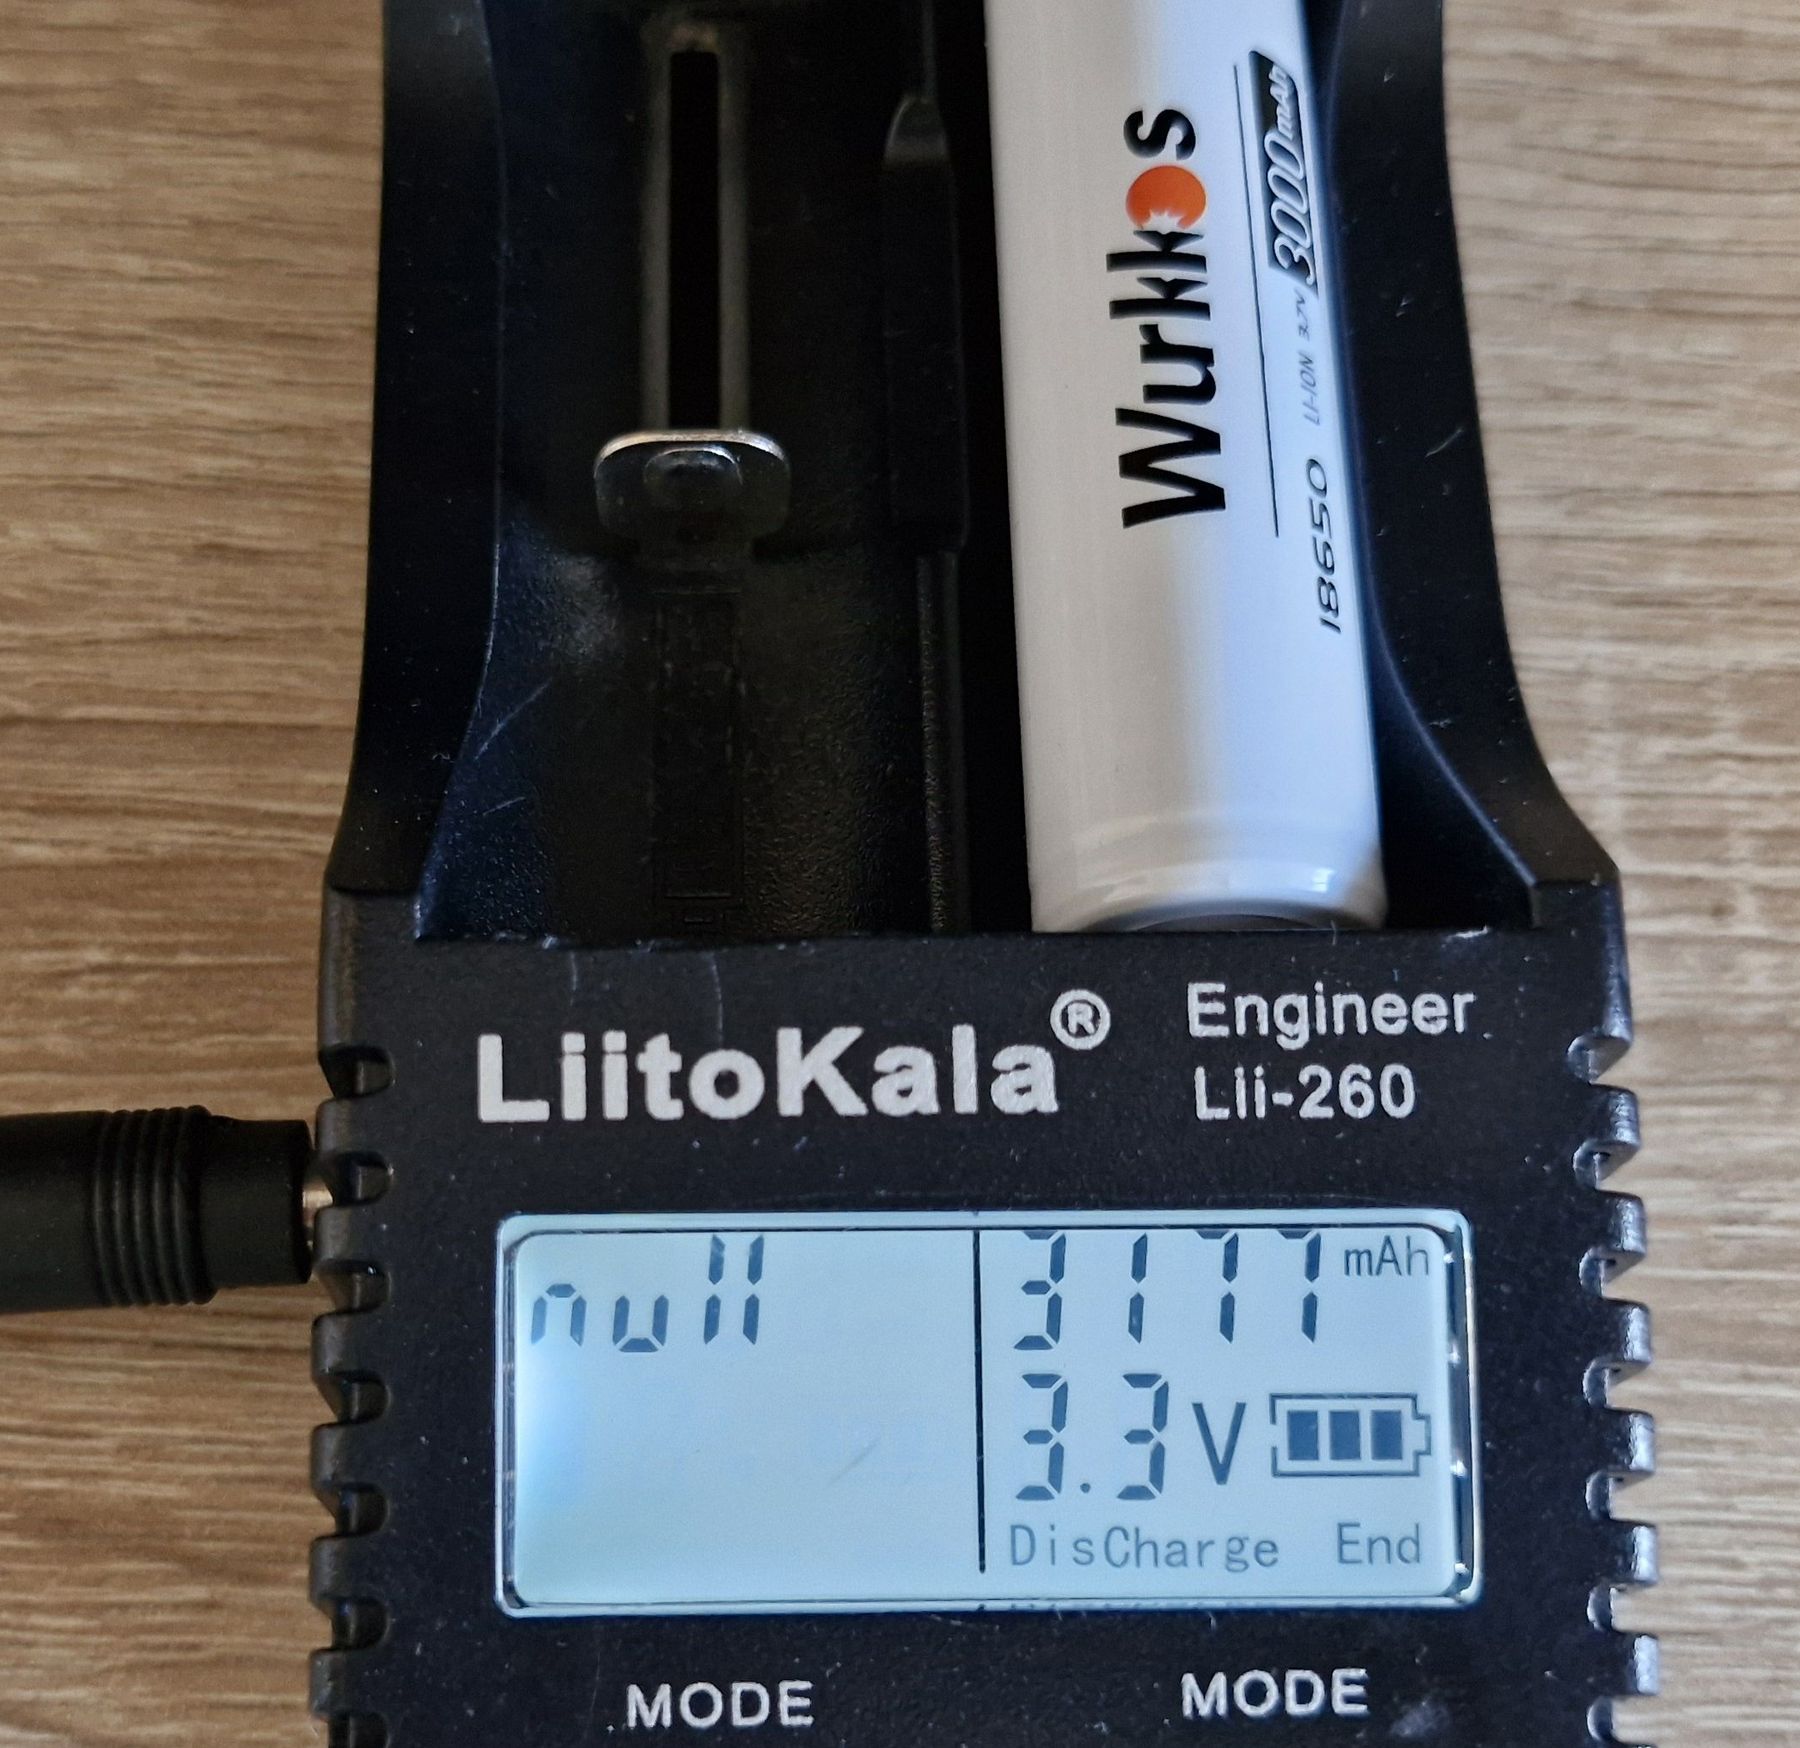 Wurkkos
18650 LI-ION 3.7V 3000mAh
LiitoKala® Engineer
Lii-260
null
3177 mAh
3.3 V
DisCharge End
MODE MODE